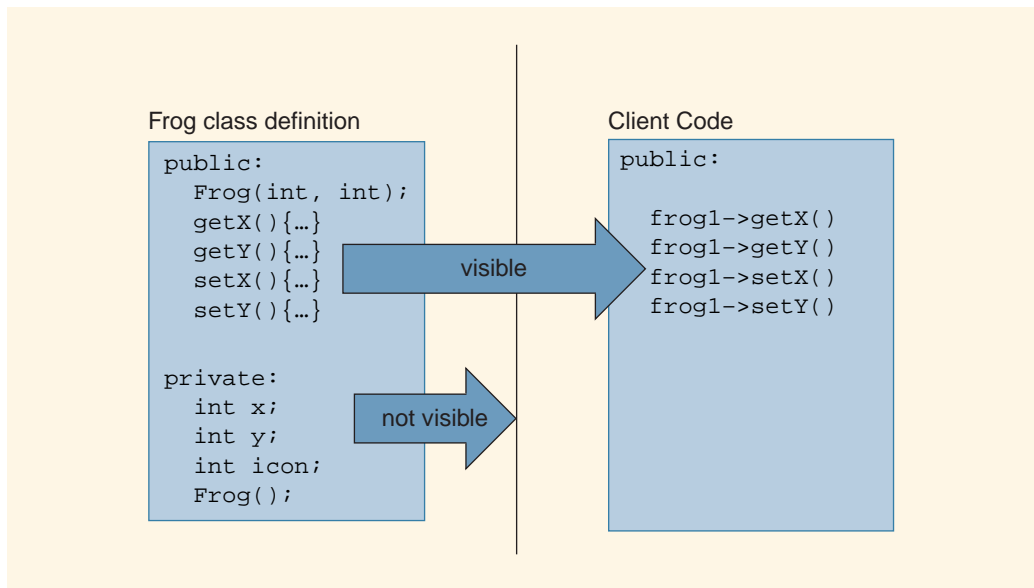 Frog class definition
public:
Frog(int, int);
getX(){…}
getY(){…}
setX(){…}
setY(){…}
private:
int x;
int y;
int icon;
Frog();
visible
not visible
Client Code
public:
frog1->getX()
frog1->getY()
frog1->setX()
frog1->setY()